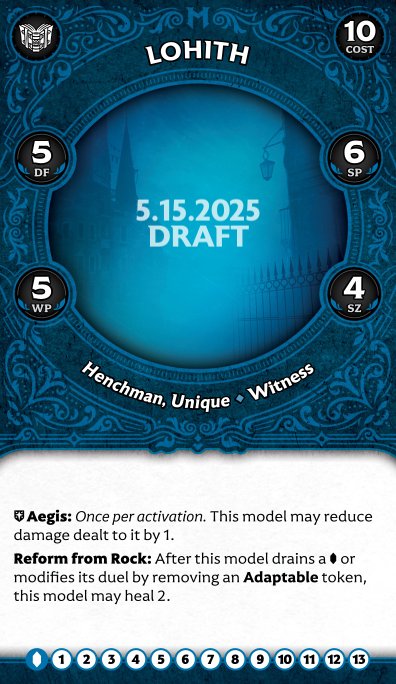 10
COST
LOHITH
5
DF
6
SP
5.15.2025
DRAFT
5
WP
4
SZ
Henchman, Unique ⬥ Witness
Aegis: Once per activation. This model may reduce
damage dealt to it by 1.
Reform from Rock: After this model drains a or
modifies its duel by removing an Adaptable token,
this model may heal 2.
1 2 3 4 5 6 7 8 9 10 11 12 13